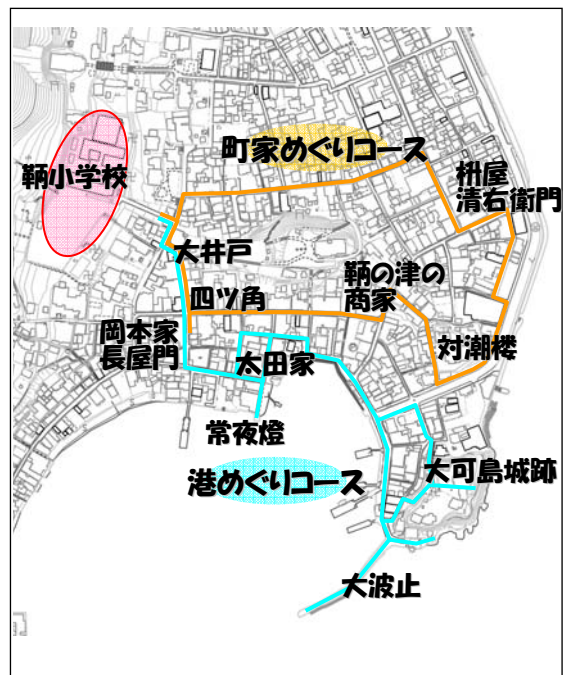 町家めぐりコース
鞆小学校
枡屋
清右衛門
大井戸
鞆の津の
商家
四ツ角
岡本家
長屋門
太田家
対潮楼
常夜燈
港めぐりコース
大可島城跡
大波止